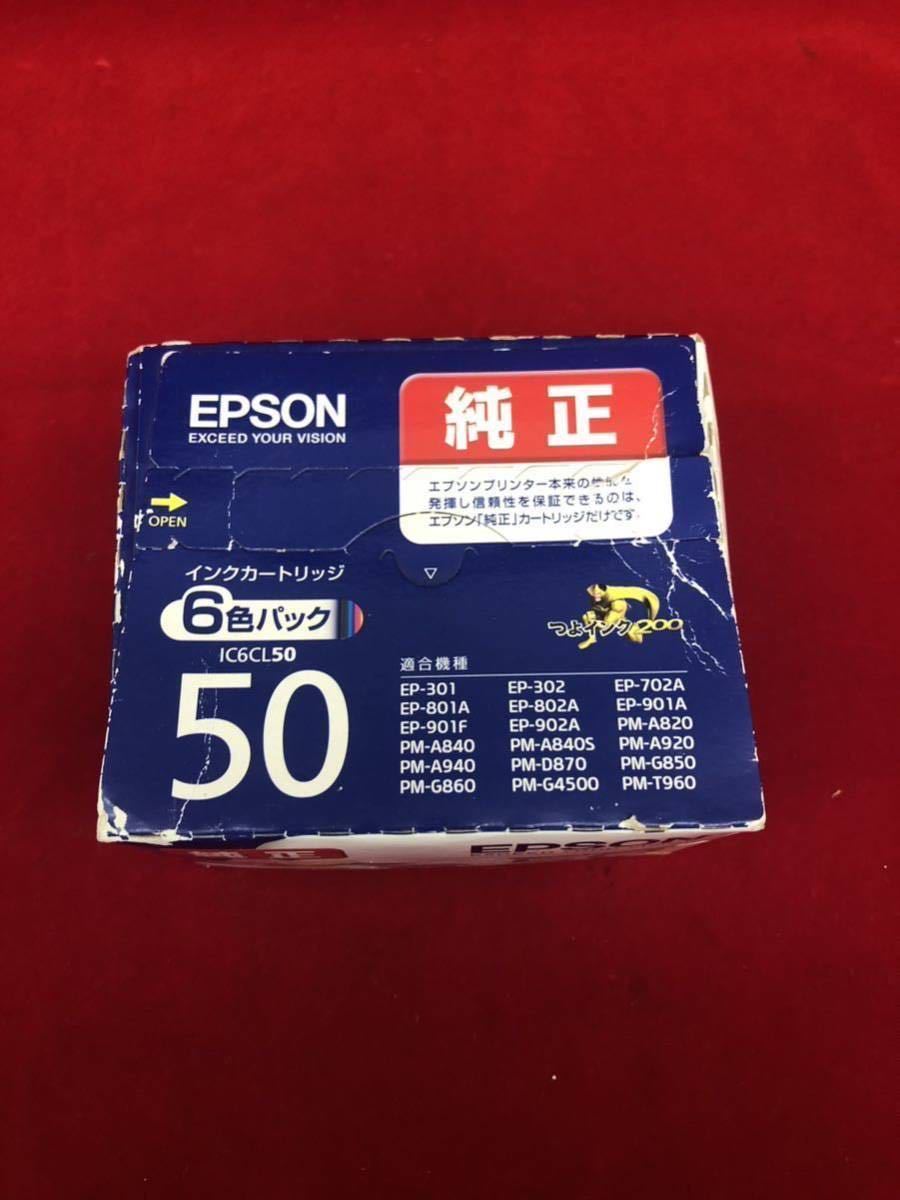 EPSON
EXCEED YOUR VISION
純正
エプソンプリンター本来の性能を
発揮し信頼性を保証できるのは、
エプソン「純正」カートリッジだけです。
OPEN
インクカートリッジ
6色パック
IC6CL50
50
つよインク200
適合機種
EP-301 EP-302 EP-702A
EP-801A EP-802A EP-901A
EP-901F EP-902A PM-A820
PM-A840 PM-A840S PM-A920
PM-A940 PM-D870 PM-G850
PM-G860 PM-G4500 PM-T960
純正
EPSON